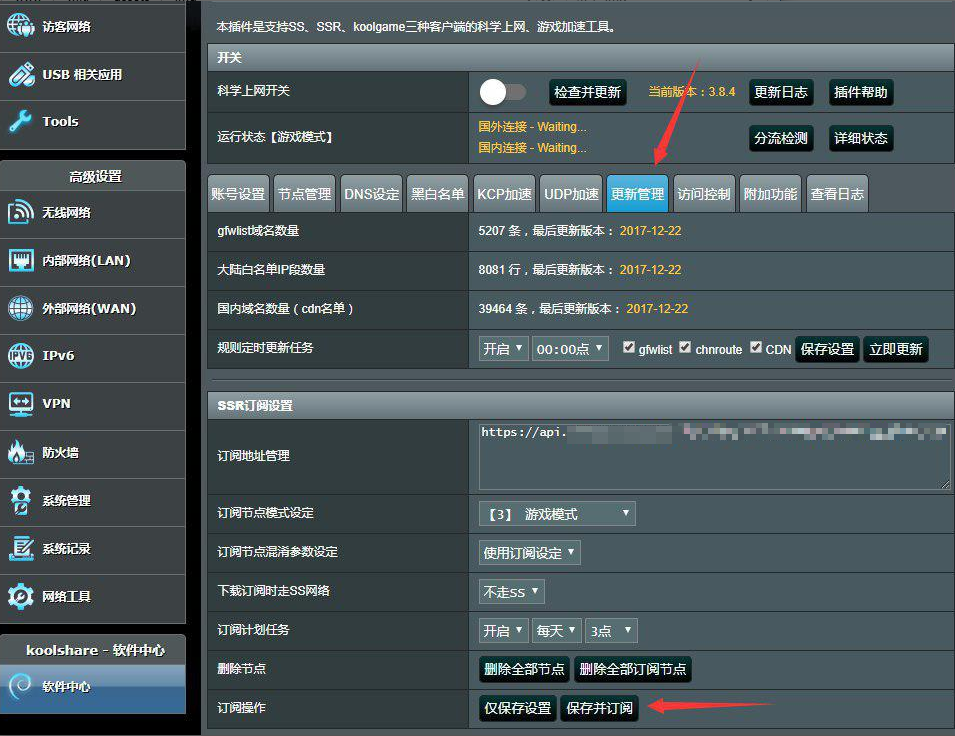 访客网络
USB 相关应用
Tools
高级设置
无线网络
内部网络(LAN)
外部网络(WAN)
IPv6
VPN
防火墙
系统管理
系统记录
网络工具
koolshare - 软件中心
软件中心
本插件是支持SS、SSR、koolgame三种客户端的科学上网、游戏加速工具。
开关
科学上网开关 检查并更新 当前版本：3.8.4 更新日志 插件帮助
运行状态【游戏模式】 国外连接 - Waiting... 分流检测 详细状态
国内连接 - Waiting...
账号设置 节点管理 DNS设定 黑白名单 KCP加速 UDP加速 更新管理 访问控制 附加功能 查看日志
gfwlist域名数量 5207 条，最后更新版本： 2017-12-22
大陆白名单IP段数量 8081 行，最后更新版本： 2017-12-22
国内域名数量（cdn名单） 39464 条，最后更新版本： 2017-12-22
规则定时更新任务 开启 00:00点 gfwlist chnroute CDN 保存设置 立即更新
SSR订阅设置
订阅地址管理 https://api.
订阅节点模式设定 【3】 游戏模式
订阅节点混淆参数设定 使用订阅设定
下载订阅时走SS网络 不走SS
订阅计划任务 开启 每天 3点
删除节点 删除全部节点 删除全部订阅节点
订阅操作 仅保存设置 保存并订阅